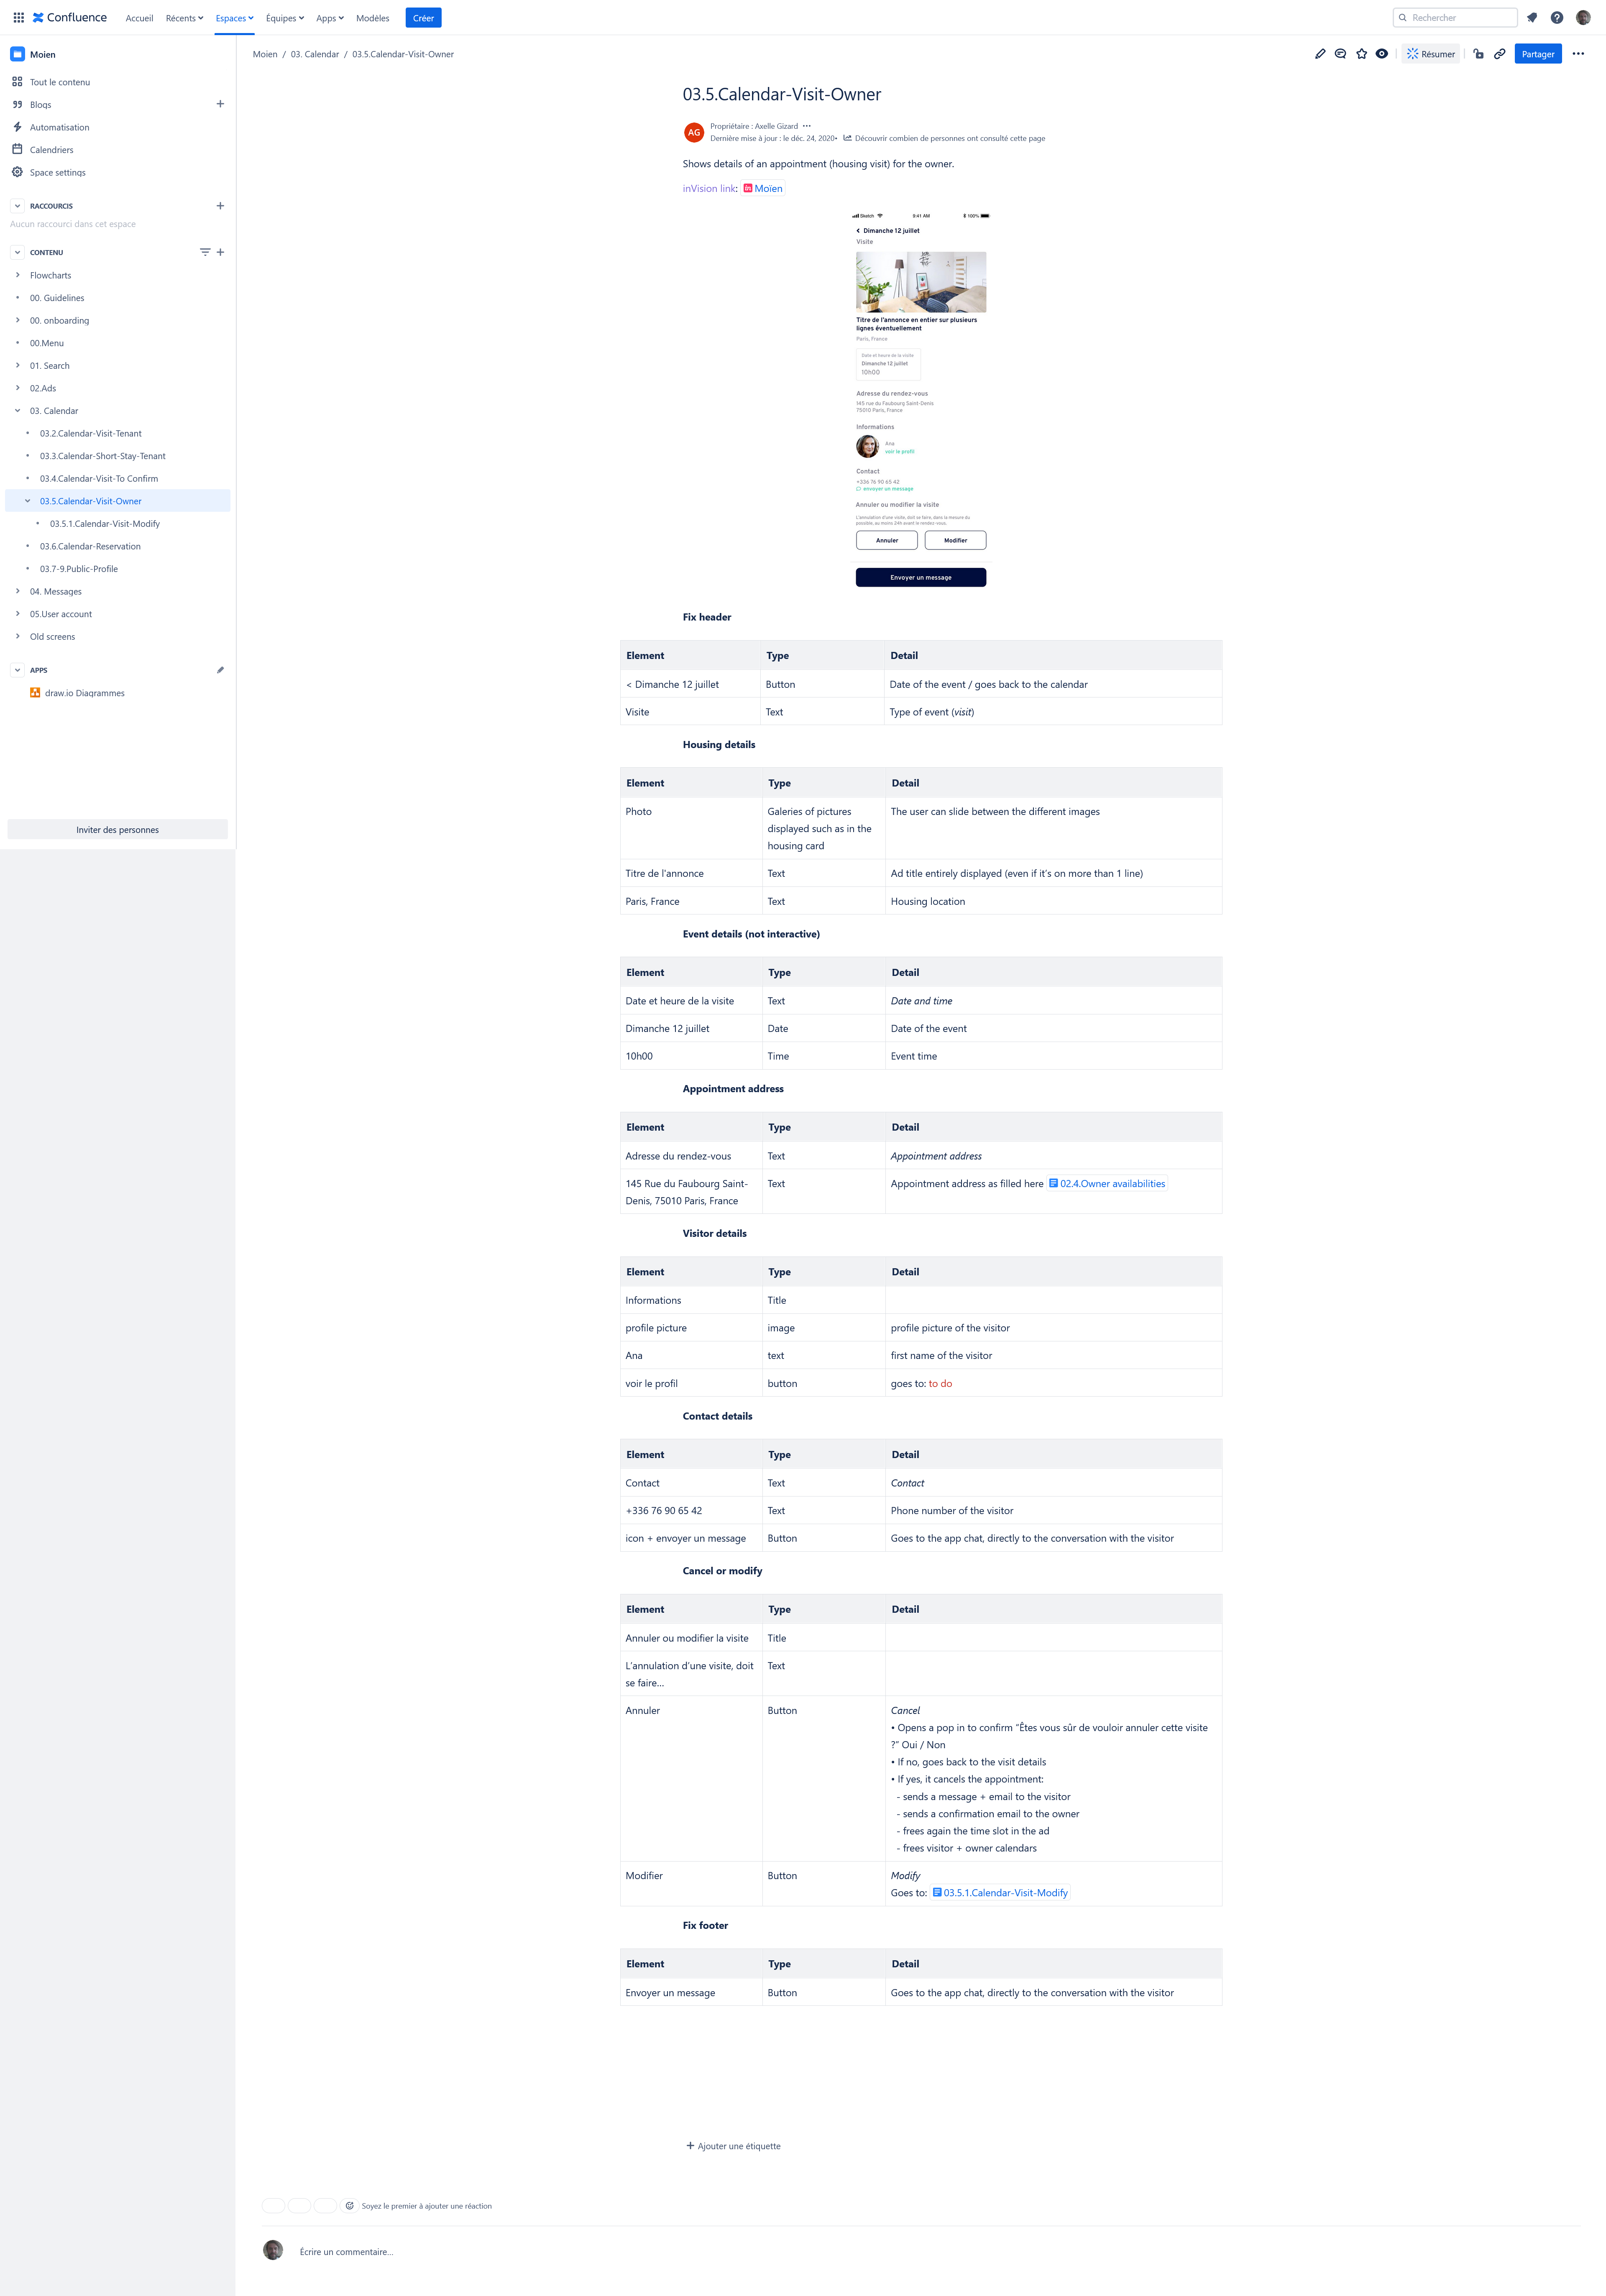 Confluence Accueil Récents Espaces Équipes Apps Modèles Créer Rechercher
Moien
Tout le contenu
Blogs
Automatisation
Calendriers
Space settings
RACCOURCIS
Aucun raccourci dans cet espace
CONTENU
Flowcharts
00. Guidelines
00. onboarding
00.Menu
01. Search
02.Ads
03. Calendar
03.2.Calendar-Visit-Tenant
03.3.Calendar-Short-Stay-Tenant
03.4.Calendar-Visit-To Confirm
03.5.Calendar-Visit-Owner
03.5.1.Calendar-Visit-Modify
03.6.Calendar-Reservation
03.7-9.Public-Profile
04. Messages
05.User account
Old screens
APPS
draw.io Diagrammes
Inviter des personnes
Moien / 03. Calendar / 03.5.Calendar-Visit-Owner
Résumer Partager
03.5.Calendar-Visit-Owner
AG
Propriétaire : Axelle Gizard
Dernière mise à jour : le déc. 24, 2020• Découvrir combien de personnes ont consulté cette page
Shows details of an appointment (housing visit) for the owner.
inVision link: in Moïen
Sketch 9:41 AM 100%
Dimanche 12 juillet
Visite
Titre de l'annonce en entier sur plusieurs
lignes éventuellement
Paris, France
Date et heure de la visite
Dimanche 12 juillet
10h00
Adresse du rendez-vous
145 rue du Faubourg Saint-Denis
75010 Paris, France
Informations
Ana
voir le profil
Contact
+336 76 90 65 42
envoyer un message
Annuler ou modifier la visite
L'annulation d'une visite, doit se faire, dans la mesure du
possible, au moins 24h avant le rendez-vous.
Annuler Modifier
Envoyer un message
Fix header
Element Type Detail
< Dimanche 12 juillet Button Date of the event / goes back to the calendar
Visite Text Type of event (visit)
Housing details
Element Type Detail
Photo Galeries of pictures The user can slide between the different images
displayed such as in the
housing card
Titre de l'annonce Text Ad title entirely displayed (even if it's on more than 1 line)
Paris, France Text Housing location
Event details (not interactive)
Element Type Detail
Date et heure de la visite Text Date and time
Dimanche 12 juillet Date Date of the event
10h00 Time Event time
Appointment address
Element Type Detail
Adresse du rendez-vous Text Appointment address
145 Rue du Faubourg Saint- Text Appointment address as filled here 02.4.Owner availabilities
Denis, 75010 Paris, France
Visitor details
Element Type Detail
Informations Title
profile picture image profile picture of the visitor
Ana text first name of the visitor
voir le profil button goes to: to do
Contact details
Element Type Detail
Contact Text Contact
+336 76 90 65 42 Text Phone number of the visitor
icon + envoyer un message Button Goes to the app chat, directly to the conversation with the visitor
Cancel or modify
Element Type Detail
Annuler ou modifier la visite Title
L'annulation d'une visite, doit Text
se faire...
Annuler Button Cancel
• Opens a pop in to confirm "Êtes vous sûr de vouloir annuler cette visite
?" Oui / Non
• If no, goes back to the visit details
• If yes, it cancels the appointment:
- sends a message + email to the visitor
- sends a confirmation email to the owner
- frees again the time slot in the ad
- frees visitor + owner calendars
Modifier Button Modify
Goes to: 03.5.1.Calendar-Visit-Modify
Fix footer
Element Type Detail
Envoyer un message Button Goes to the app chat, directly to the conversation with the visitor
Ajouter une étiquette
Soyez le premier à ajouter une réaction
Écrire un commentaire...